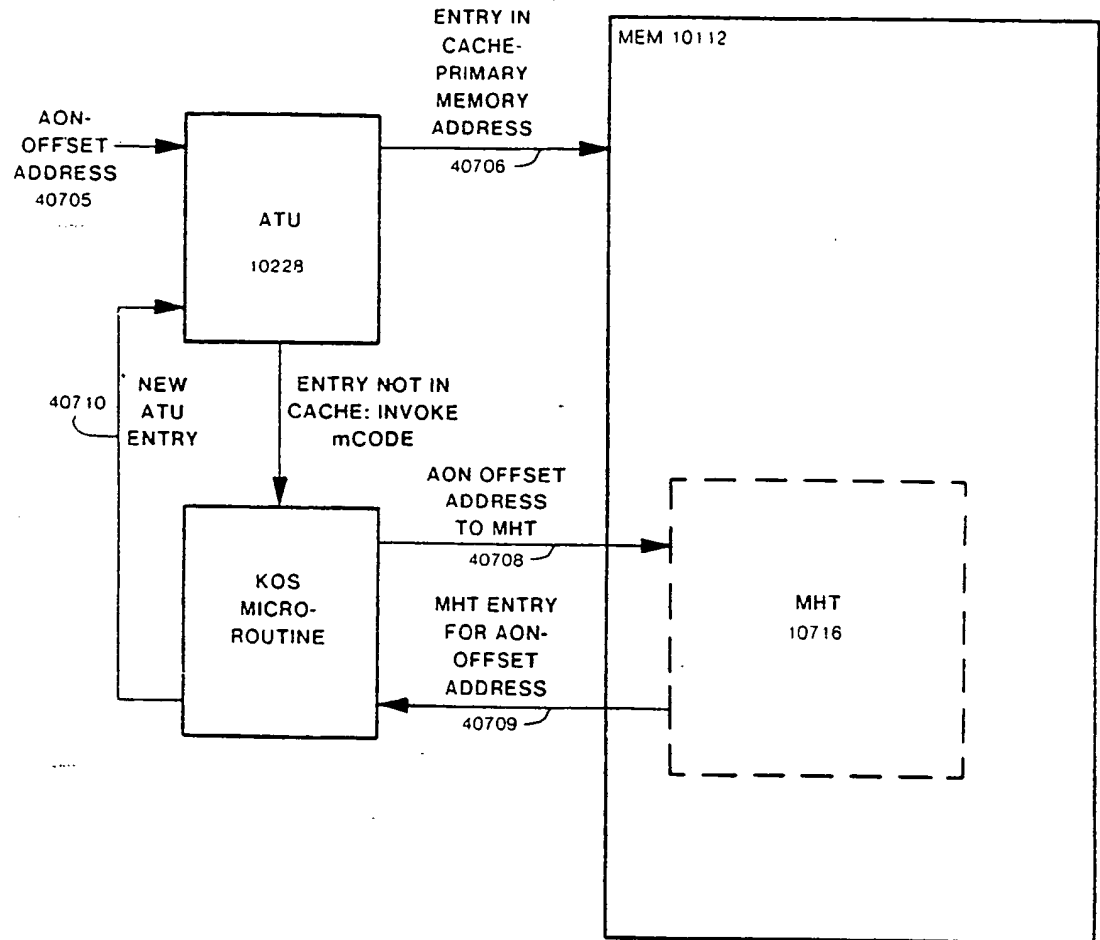 ENTRY IN
CACHE-
PRIMARY
MEMORY
ADDRESS
40706
MEM 10112
AON-
OFFSET
ADDRESS
40705
ATU
10228
40710
NEW
ATU
ENTRY
ENTRY NOT IN
CACHE: INVOKE
mCODE
AON OFFSET
ADDRESS
TO MHT
40708
KOS
MICRO-
ROUTINE
MHT ENTRY
FOR AON-
OFFSET
ADDRESS
40709
MHT
10716